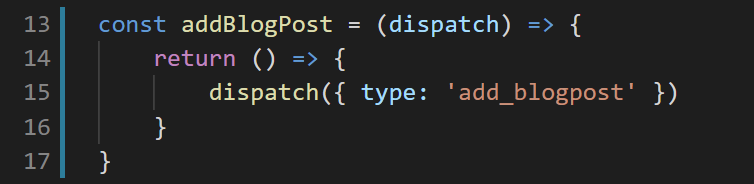 13 const addBlogPost = (dispatch) => {
14     return () => {
15         dispatch({ type: 'add_blogpost' })
16     }
17 }